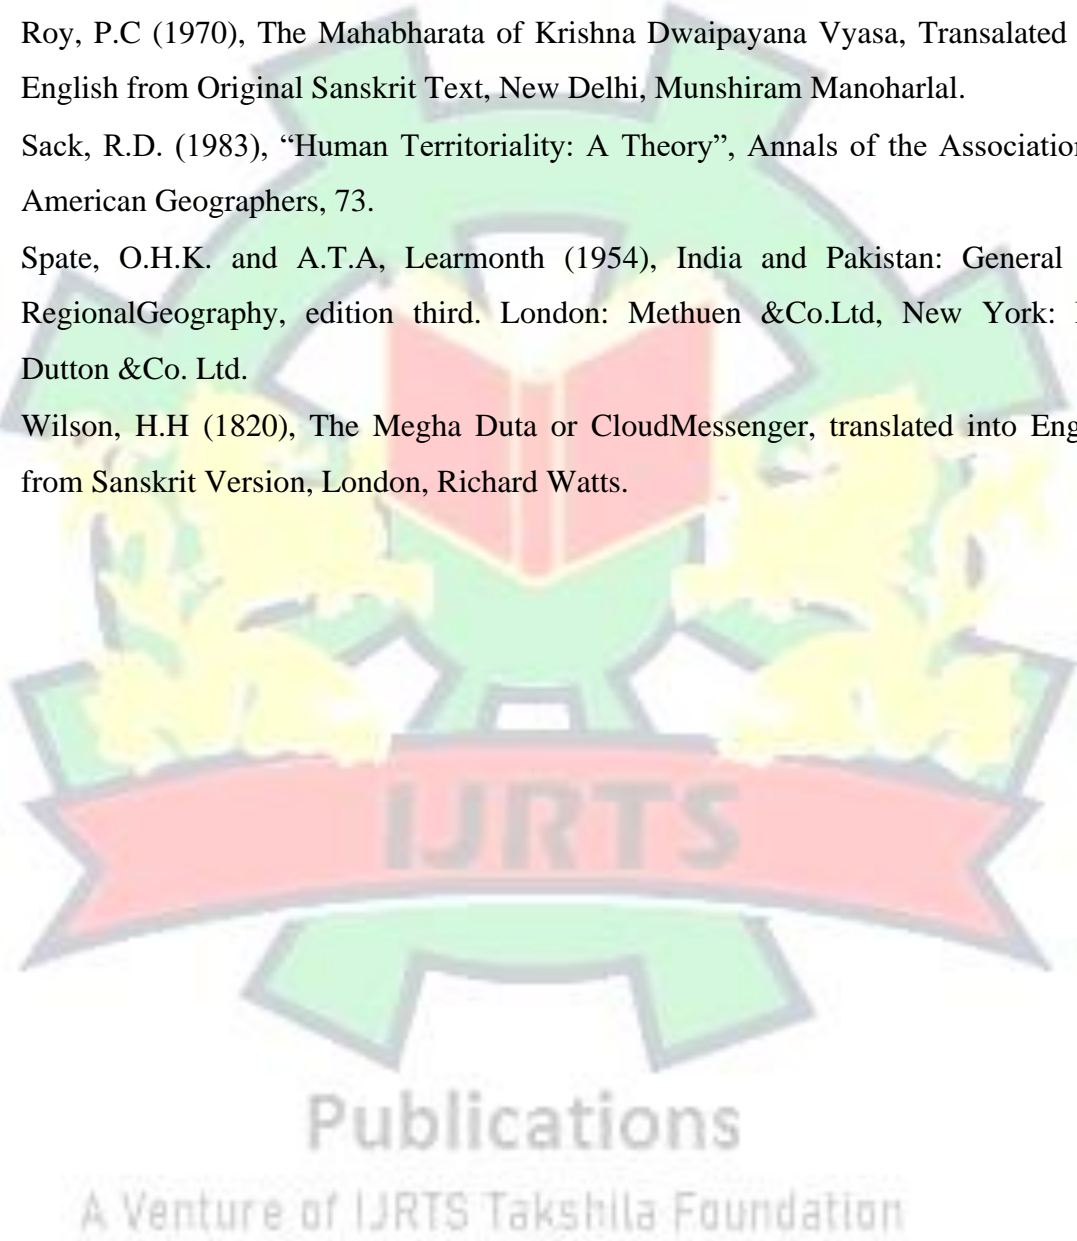 Roy, P.C (1970), The Mahabharata of Krishna Dwaipayana Vyasa, Transalated
English from Original Sanskrit Text, New Delhi, Munshiram Manoharlal.
Sack, R.D. (1983), “Human Territoriality: A Theory”, Annals of the Association
American Geographers, 73.
Spate, O.H.K. and A.T.A, Learmonth (1954), India and Pakistan: General
RegionalGeography, edition third. London: Methuen &Co.Ltd, New York:
Dutton &Co. Ltd.
Wilson, H.H (1820), The Megha Duta or CloudMessenger, translated into Eng
from Sanskrit Version, London, Richard Watts.
IJRTS
Publications
A Venture of IJRTS Takshila Foundation